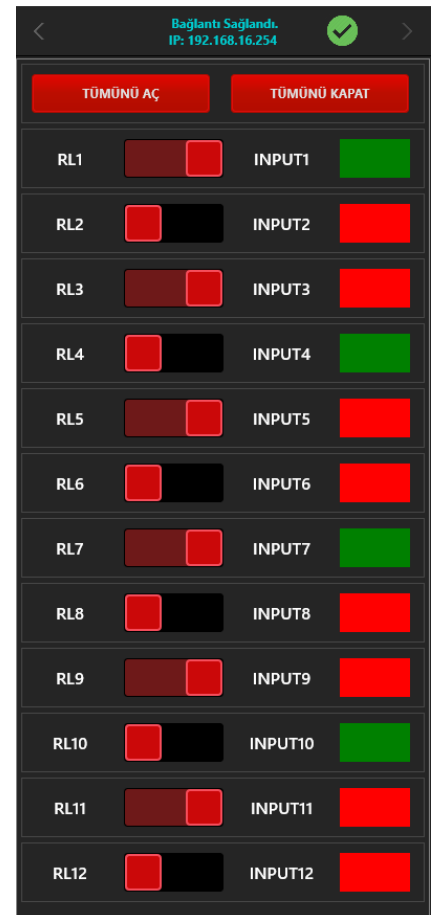 Bağlantı Sağlandı.
IP: 192.168.16.254
TÜMÜNÜ AÇ TÜMÜNÜ KAPAT
RL1 INPUT1
RL2 INPUT2
RL3 INPUT3
RL4 INPUT4
RL5 INPUT5
RL6 INPUT6
RL7 INPUT7
RL8 INPUT8
RL9 INPUT9
RL10 INPUT10
RL11 INPUT11
RL12 INPUT12